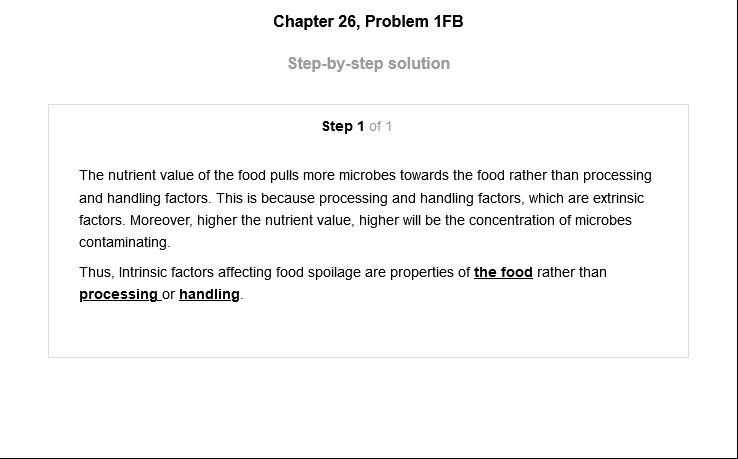 Chapter 26, Problem 1FB
Step-by-step solution
Step 1 of 1
The nutrient value of the food pulls more microbes towards the food rather than processing
and handling factors. This is because processing and handling factors, which are extrinsic
factors. Moreover, higher the nutrient value, higher will be the concentration of microbes
contaminating.
Thus, Intrinsic factors affecting food spoilage are properties of the food rather than
processing or handling.